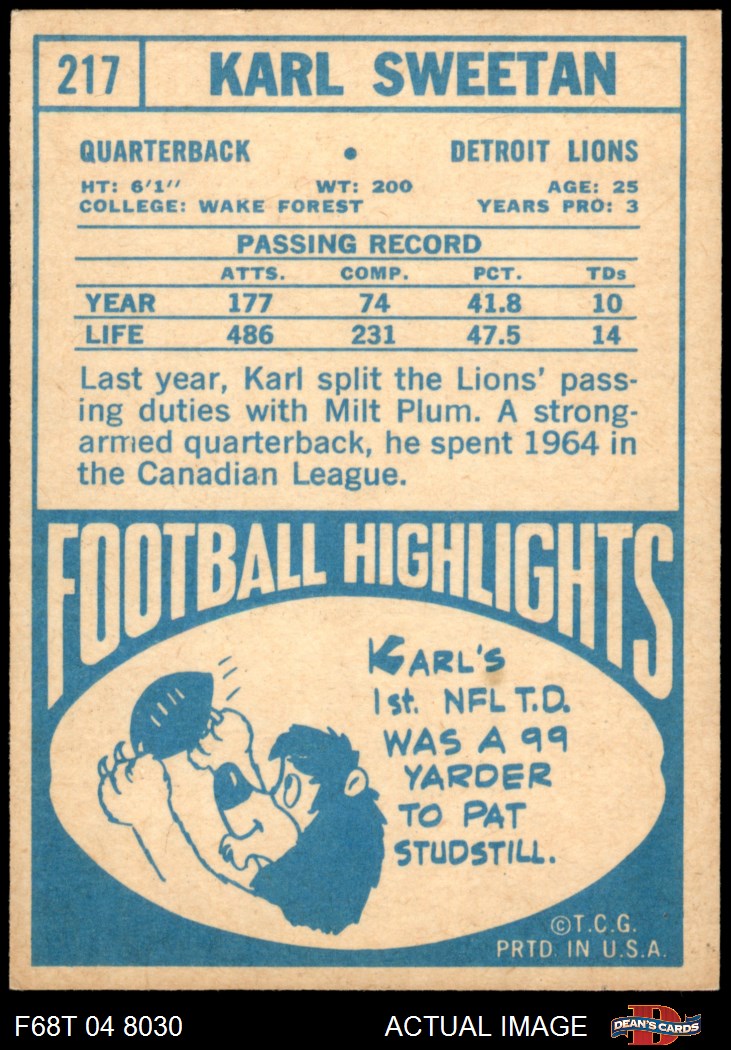 217 KARL SWEETAN
QUARTERBACK • DETROIT LIONS
HT: 6'1'' WT: 200 AGE: 25
COLLEGE: WAKE FOREST YEARS PRO: 3
PASSING RECORD
ATTS. COMP. PCT. TDs
YEAR 177 74 41.8 10
LIFE 486 231 47.5 14
Last year, Karl split the Lions' pass-
ing duties with Milt Plum. A strong-
armed quarterback, he spent 1964 in
the Canadian League.
FOOTBALL HIGHLIGHTS
KARL'S
1st. NFL T.D.
WAS A 99
YARDER
TO PAT
STUDSTILL.
©T.C.G.
PRTD. IN U.S.A.
F68T 04 8030 ACTUAL IMAGE DEAN'S CARDS